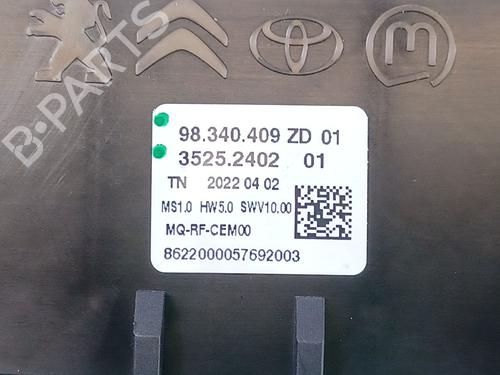 B-PARTS
98.340.409 ZD 01
3525.2402 01
TN 2022 04 02
MS1.0 HW5.0 SWV10.00
MQ-RF-CEM00
8622000057692003